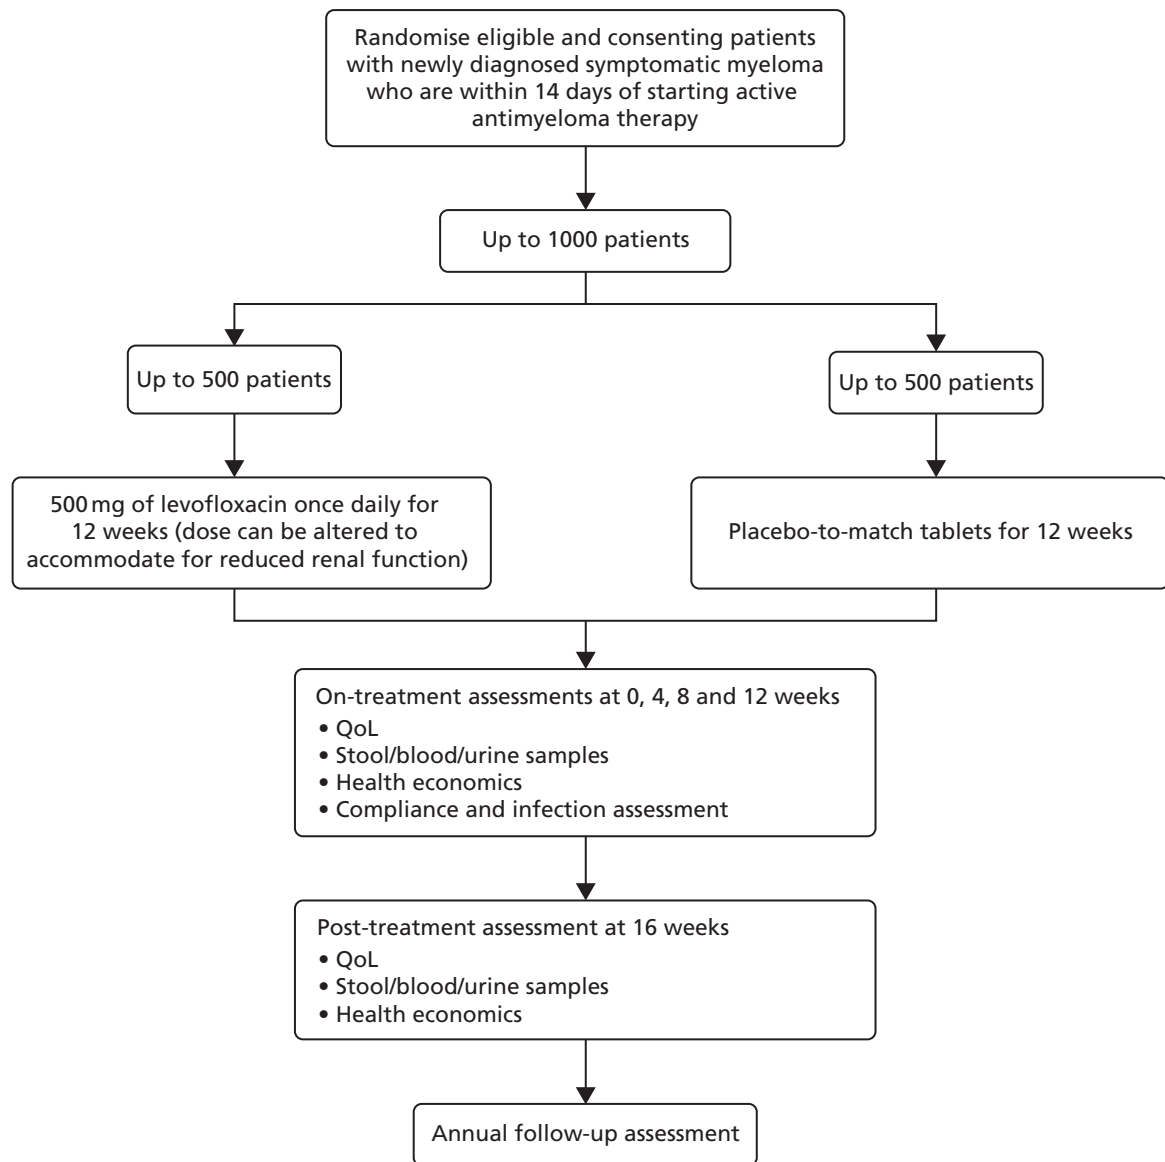 Randomise eligible and consenting patients
with newly diagnosed symptomatic myeloma
who are within 14 days of starting active
antimyeloma therapy
Up to 1000 patients
Up to 500 patients
Up to 500 patients
500 mg of levofloxacin once daily for
12 weeks (dose can be altered to
accommodate for reduced renal function)
Placebo-to-match tablets for 12 weeks
On-treatment assessments at 0, 4, 8 and 12 weeks
• QoL
• Stool/blood/urine samples
• Health economics
• Compliance and infection assessment
Post-treatment assessment at 16 weeks
• QoL
• Stool/blood/urine samples
• Health economics
Annual follow-up assessment